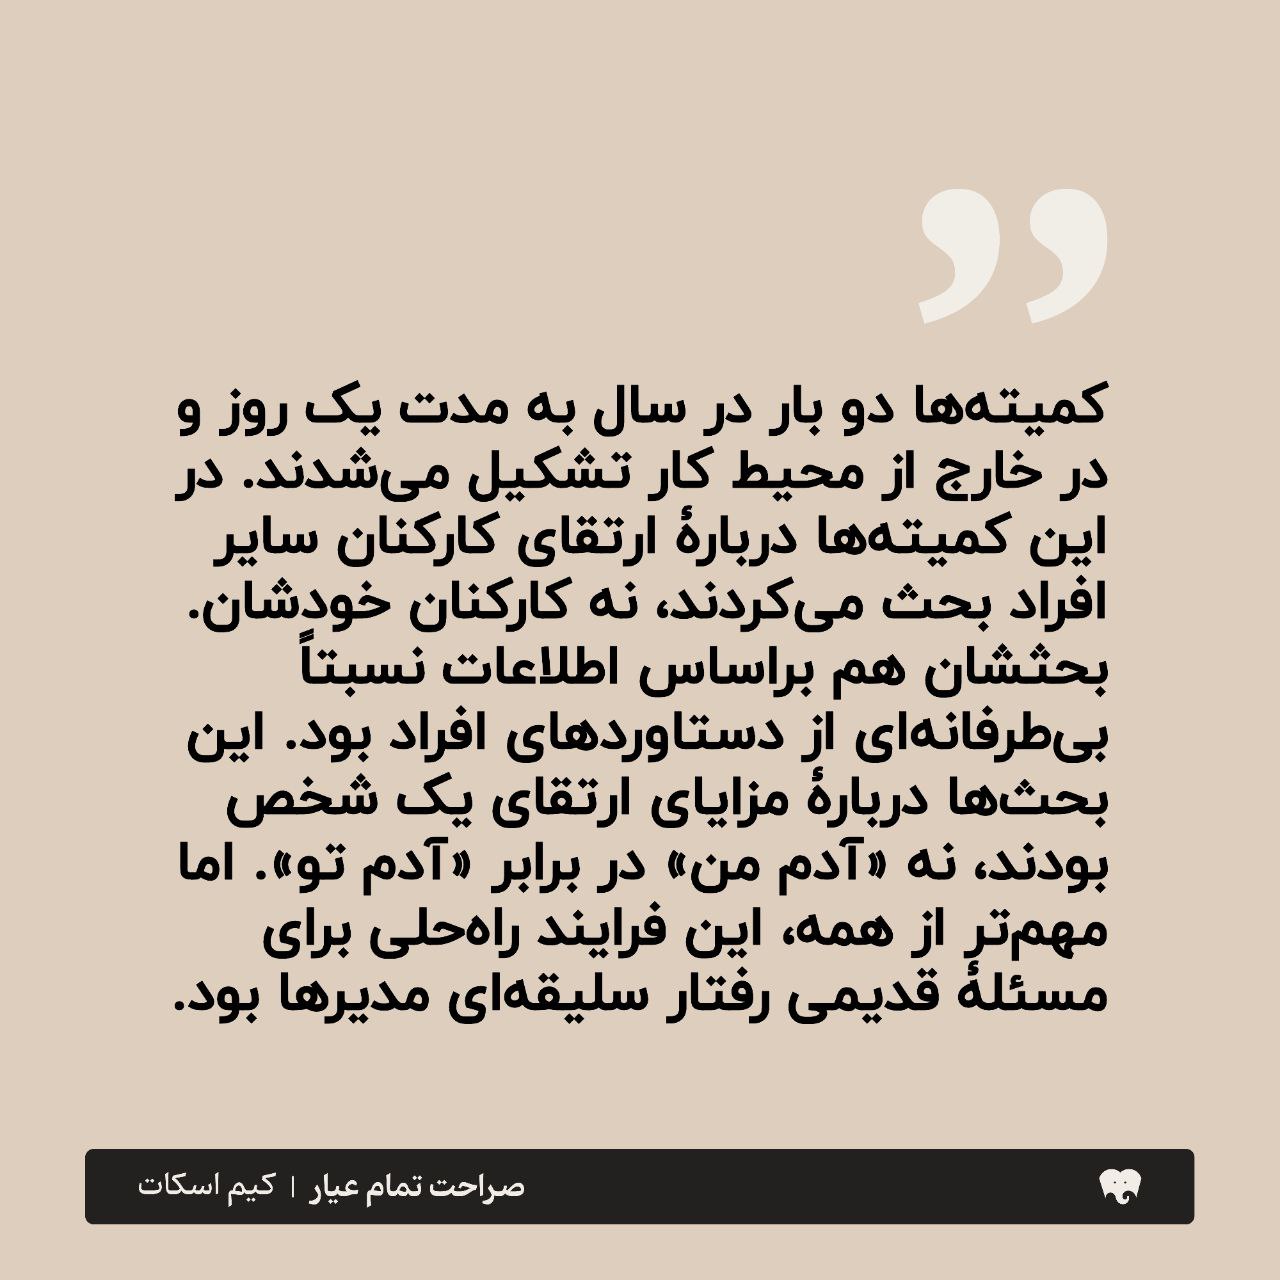 کمیته‌ها دو بار در سال به مدت یک روز و
در خارج از محیط کار تشکیل می‌شدند. در
این کمیته‌ها دربارهٔ ارتقای کارکنان سایر
افراد بحث می‌کردند، نه کارکنان خودشان.
بحثشان هم براساس اطلاعات نسبتاً
بی‌طرفانه‌ای از دستاوردهای افراد بود. این
بحث‌ها دربارهٔ مزایای ارتقای یک شخص
بودند، نه «آدم من» در برابر «آدم تو». اما
مهم‌تر از همه، این فرایند راه‌حلی برای
مسئلهٔ قدیمی رفتار سلیقه‌ای مدیرها بود.
صراحت تمام عیار | کیم اسکات